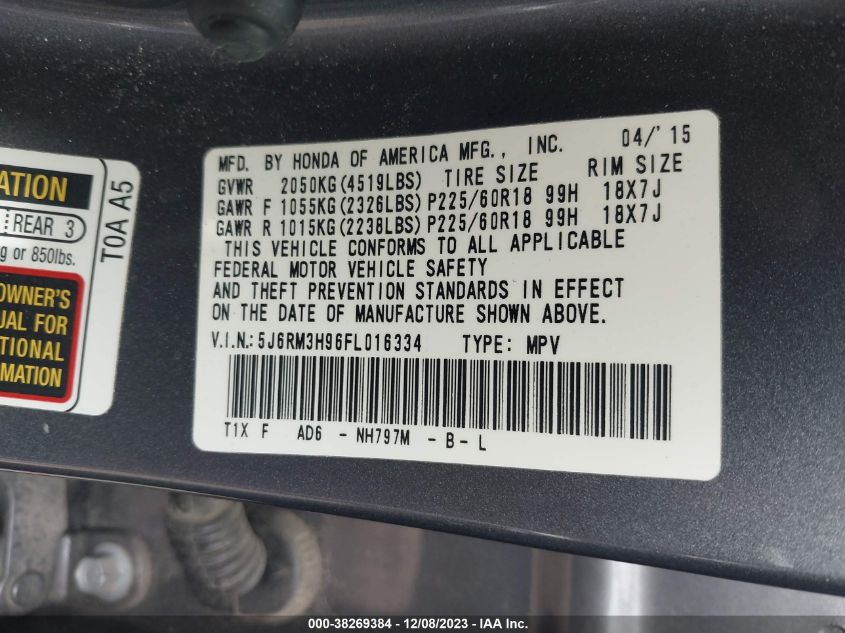 ATION
REAR 3
g or 850lbs.
OWNER'S
UAL FOR
TIONAL
RMATION
T0A A5
MFD. BY HONDA OF AMERICA MFG., INC. 04/'15
GVWR 2050KG(4519LBS) TIRE SIZE RIM SIZE
GAWR F 1055KG(2326LBS) P225/60R18 99H 18X7J
GAWR R 1015KG(2238LBS) P225/60R18 99H 18X7J
THIS VEHICLE CONFORMS TO ALL APPLICABLE
FEDERAL MOTOR VEHICLE SAFETY
AND THEFT PREVENTION STANDARDS IN EFFECT
ON THE DATE OF MANUFACTURE SHOWN ABOVE.
V.I.N.: 5J6RM3H96FL016334 TYPE: MPV
T1X F AD6 - NH797M - B - L
000-38269384 - 12/08/2023 - IAA Inc.